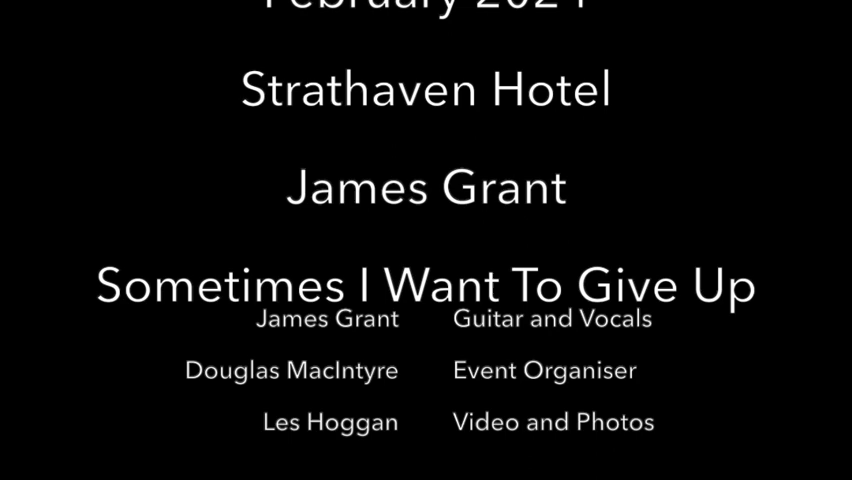 February 2024
Strathaven Hotel
James Grant
Sometimes I Want To Give Up
James Grant Guitar and Vocals
Douglas MacIntyre Event Organiser
Les Hoggan Video and Photos